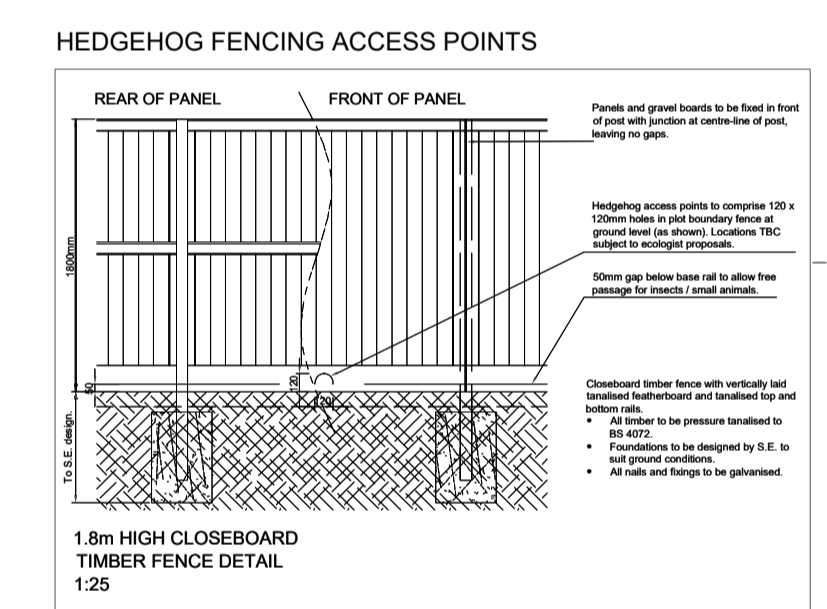 HEDGEHOG FENCING ACCESS POINTS
REAR OF PANEL
FRONT OF PANEL
Panels and gravel boards to be fixed in front
of post with junction at centre-line of post,
leaving no gaps.
Hedgehog access points to comprise 120 x
120mm holes in plot boundary fence at
ground level (as shown). Locations TBC
subject to ecologist proposals.
1800mm
50mm gap below base rail to allow free
passage for insects / small animals.
50
120
120
To S.E. design.
Closeboard timber fence with vertically laid
tanalised featherboard and tanalised top and
bottom rails.
• All timber to be pressure tanalised to
BS 4072.
• Foundations to be designed by S.E. to
suit ground conditions.
• All nails and fixings to be galvanised.
1.8m HIGH CLOSEBOARD
TIMBER FENCE DETAIL
1:25